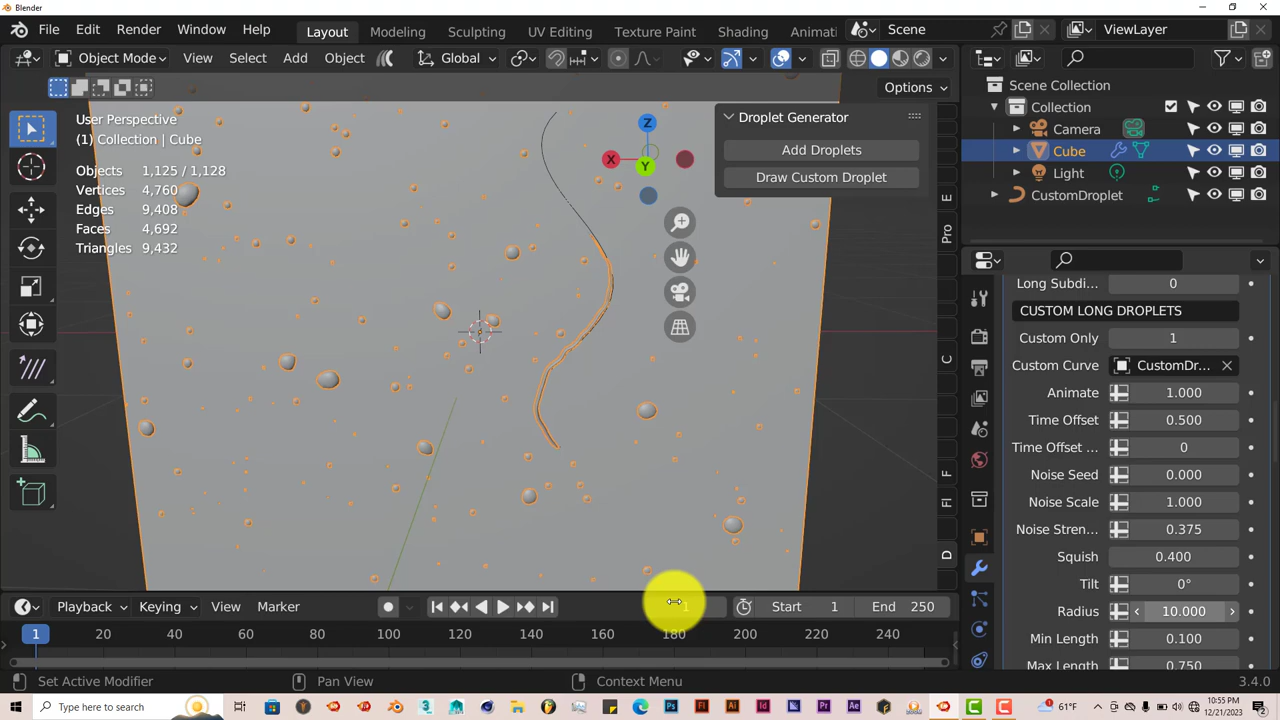 Blender
File Edit Render Window Help Layout Modeling Sculpting UV Editing Texture Paint Shading Animati Scene ViewLayer
Object Mode View Select Add Object Global
Options
User Perspective
(1) Collection | Cube
Objects 1,125 / 1,128
Vertices 4,760
Edges 9,408
Faces 4,692
Triangles 9,432
Droplet Generator
Add Droplets
Draw Custom Droplet
Z
X
Y
E
Pro
C
F
Fl
D
Scene Collection
Collection
Camera
Cube
Light
CustomDroplet
Long Subdi... 0
CUSTOM LONG DROPLETS
Custom Only 1
Custom Curve CustomDr...
Animate 1.000
Time Offset 0.500
Time Offset ... 0
Noise Seed 0.000
Noise Scale 1.000
Noise Stren... 0.375
Squish 0.400
Tilt 0°
Radius 10.000
Min Length 0.100
Max Length 0.750
Playback Keying View Marker 1 Start 1 End 250
1 20 40 60 80 100 120 140 160 180 200 220 240
Set Active Modifier Pan View Context Menu 3.4.0
Type here to search 61°F 10:55 PM
12/21/2023